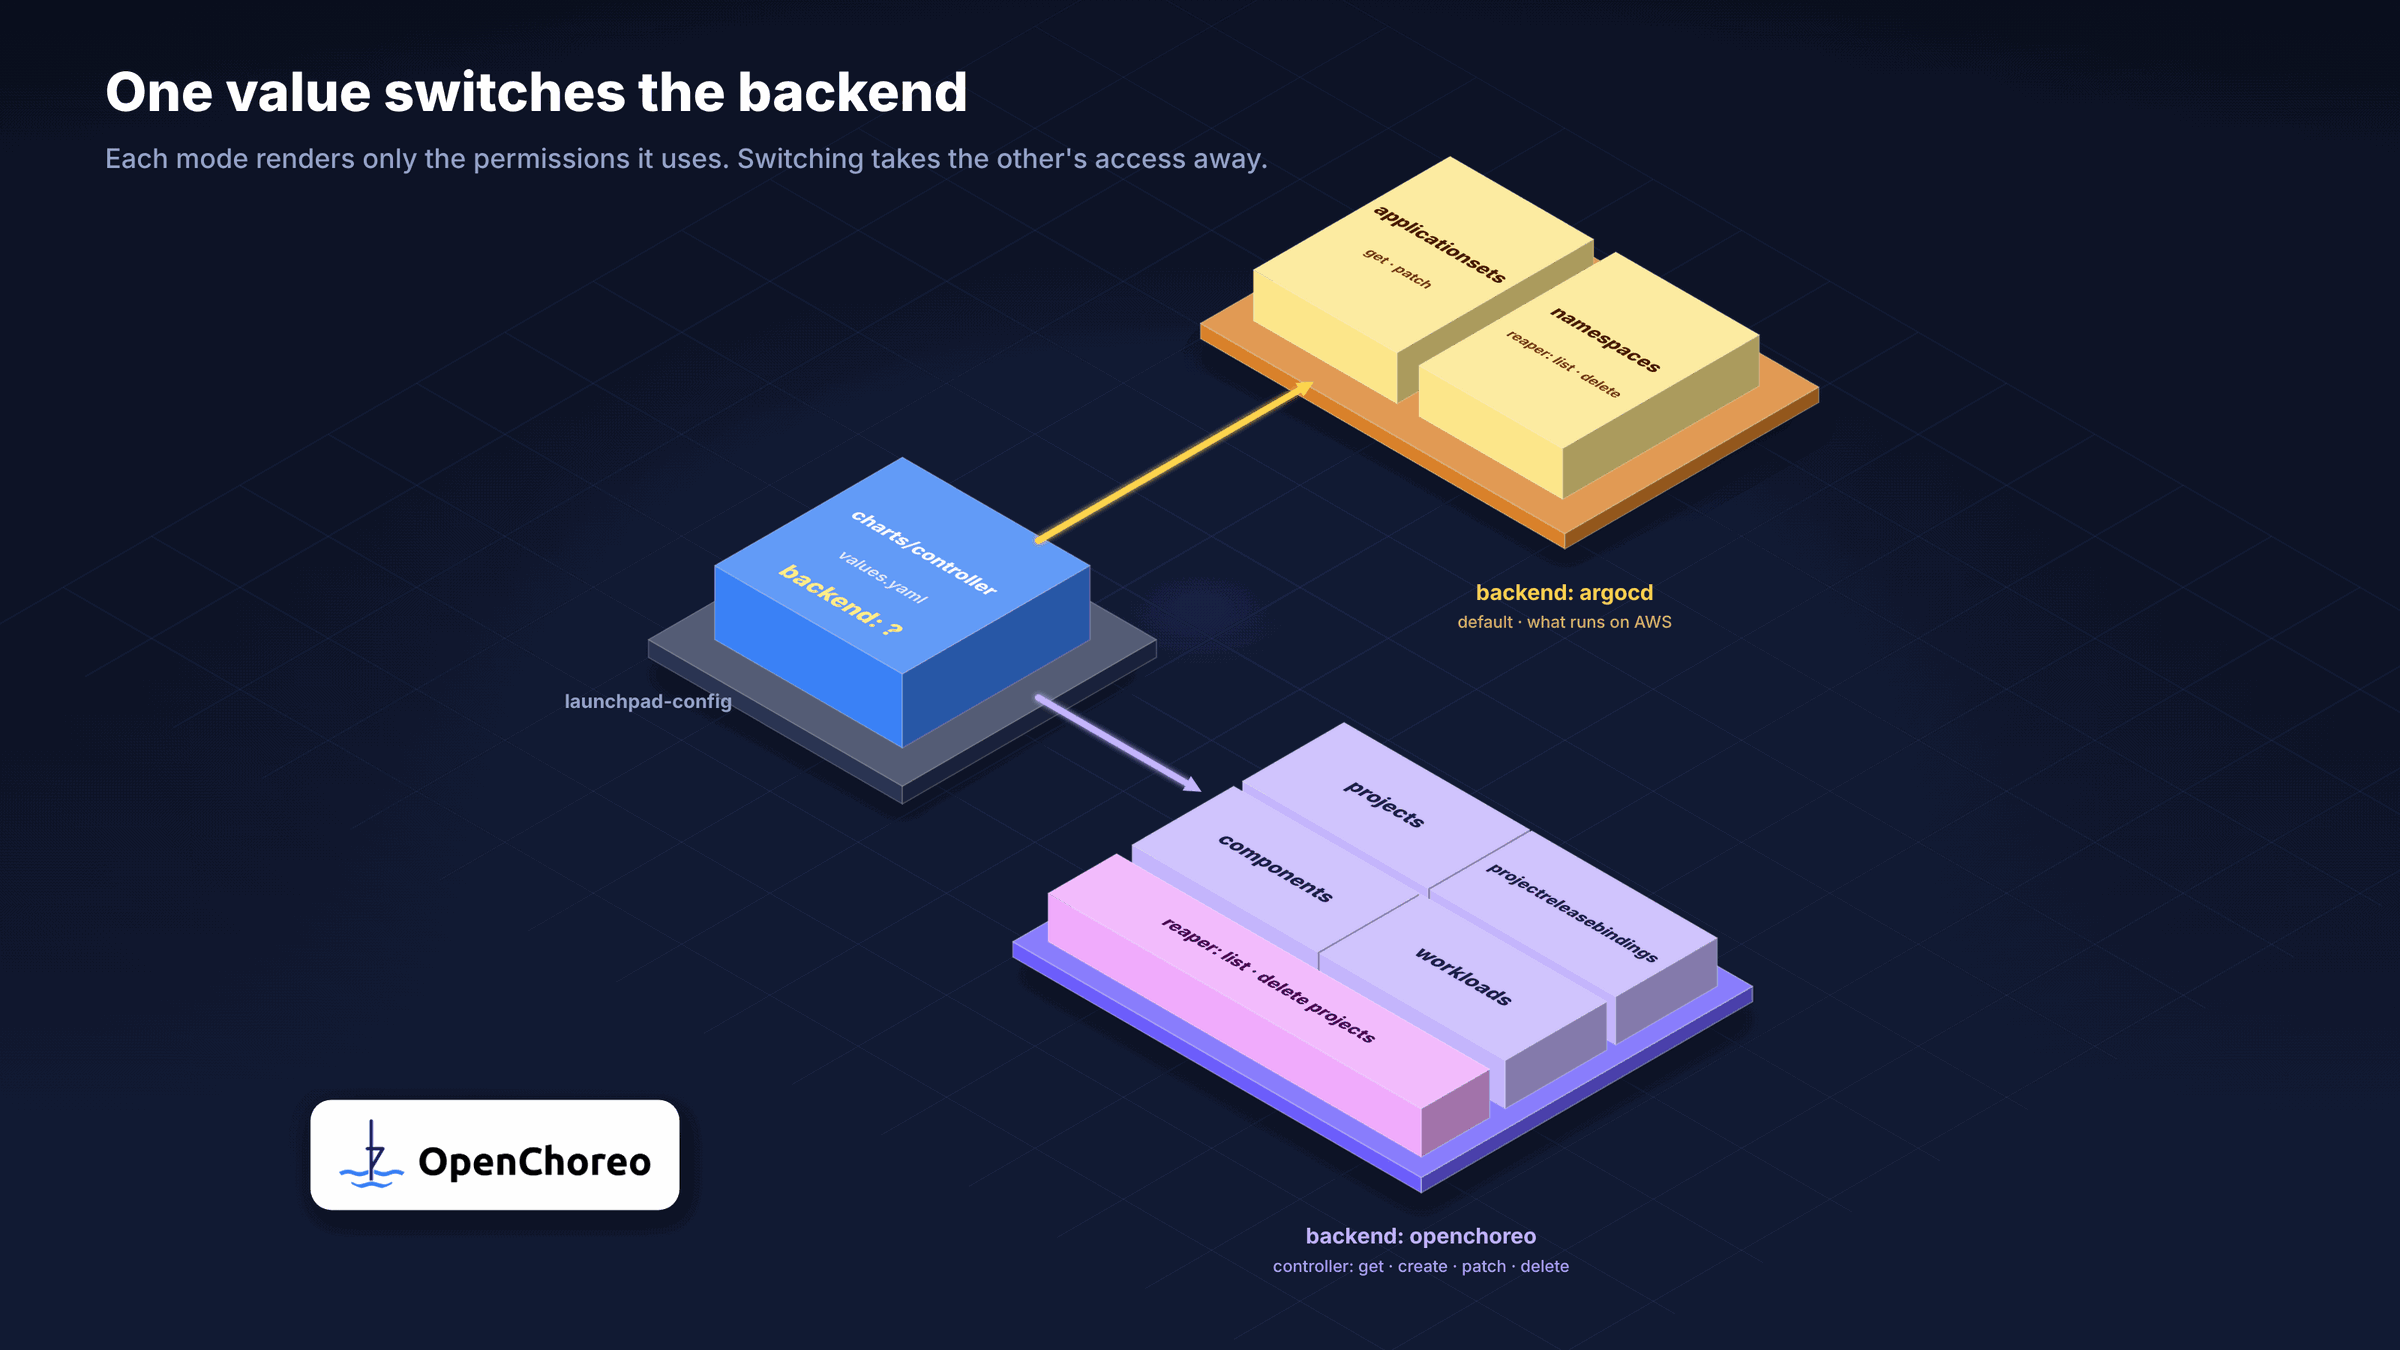 One value switches the backend
Each mode renders only the permissions it uses. Switching takes the other's access away.
applicationsets
get · patch
namespaces
reaper: list · delete
backend: argocd
default · what runs on AWS
charts/controller
values.yaml
backend: ?
launchpad-config
projects
projectreleasebindings
components
workloads
reaper: list · delete projects
backend: openchoreo
controller: get · create · patch · delete
OpenChoreo